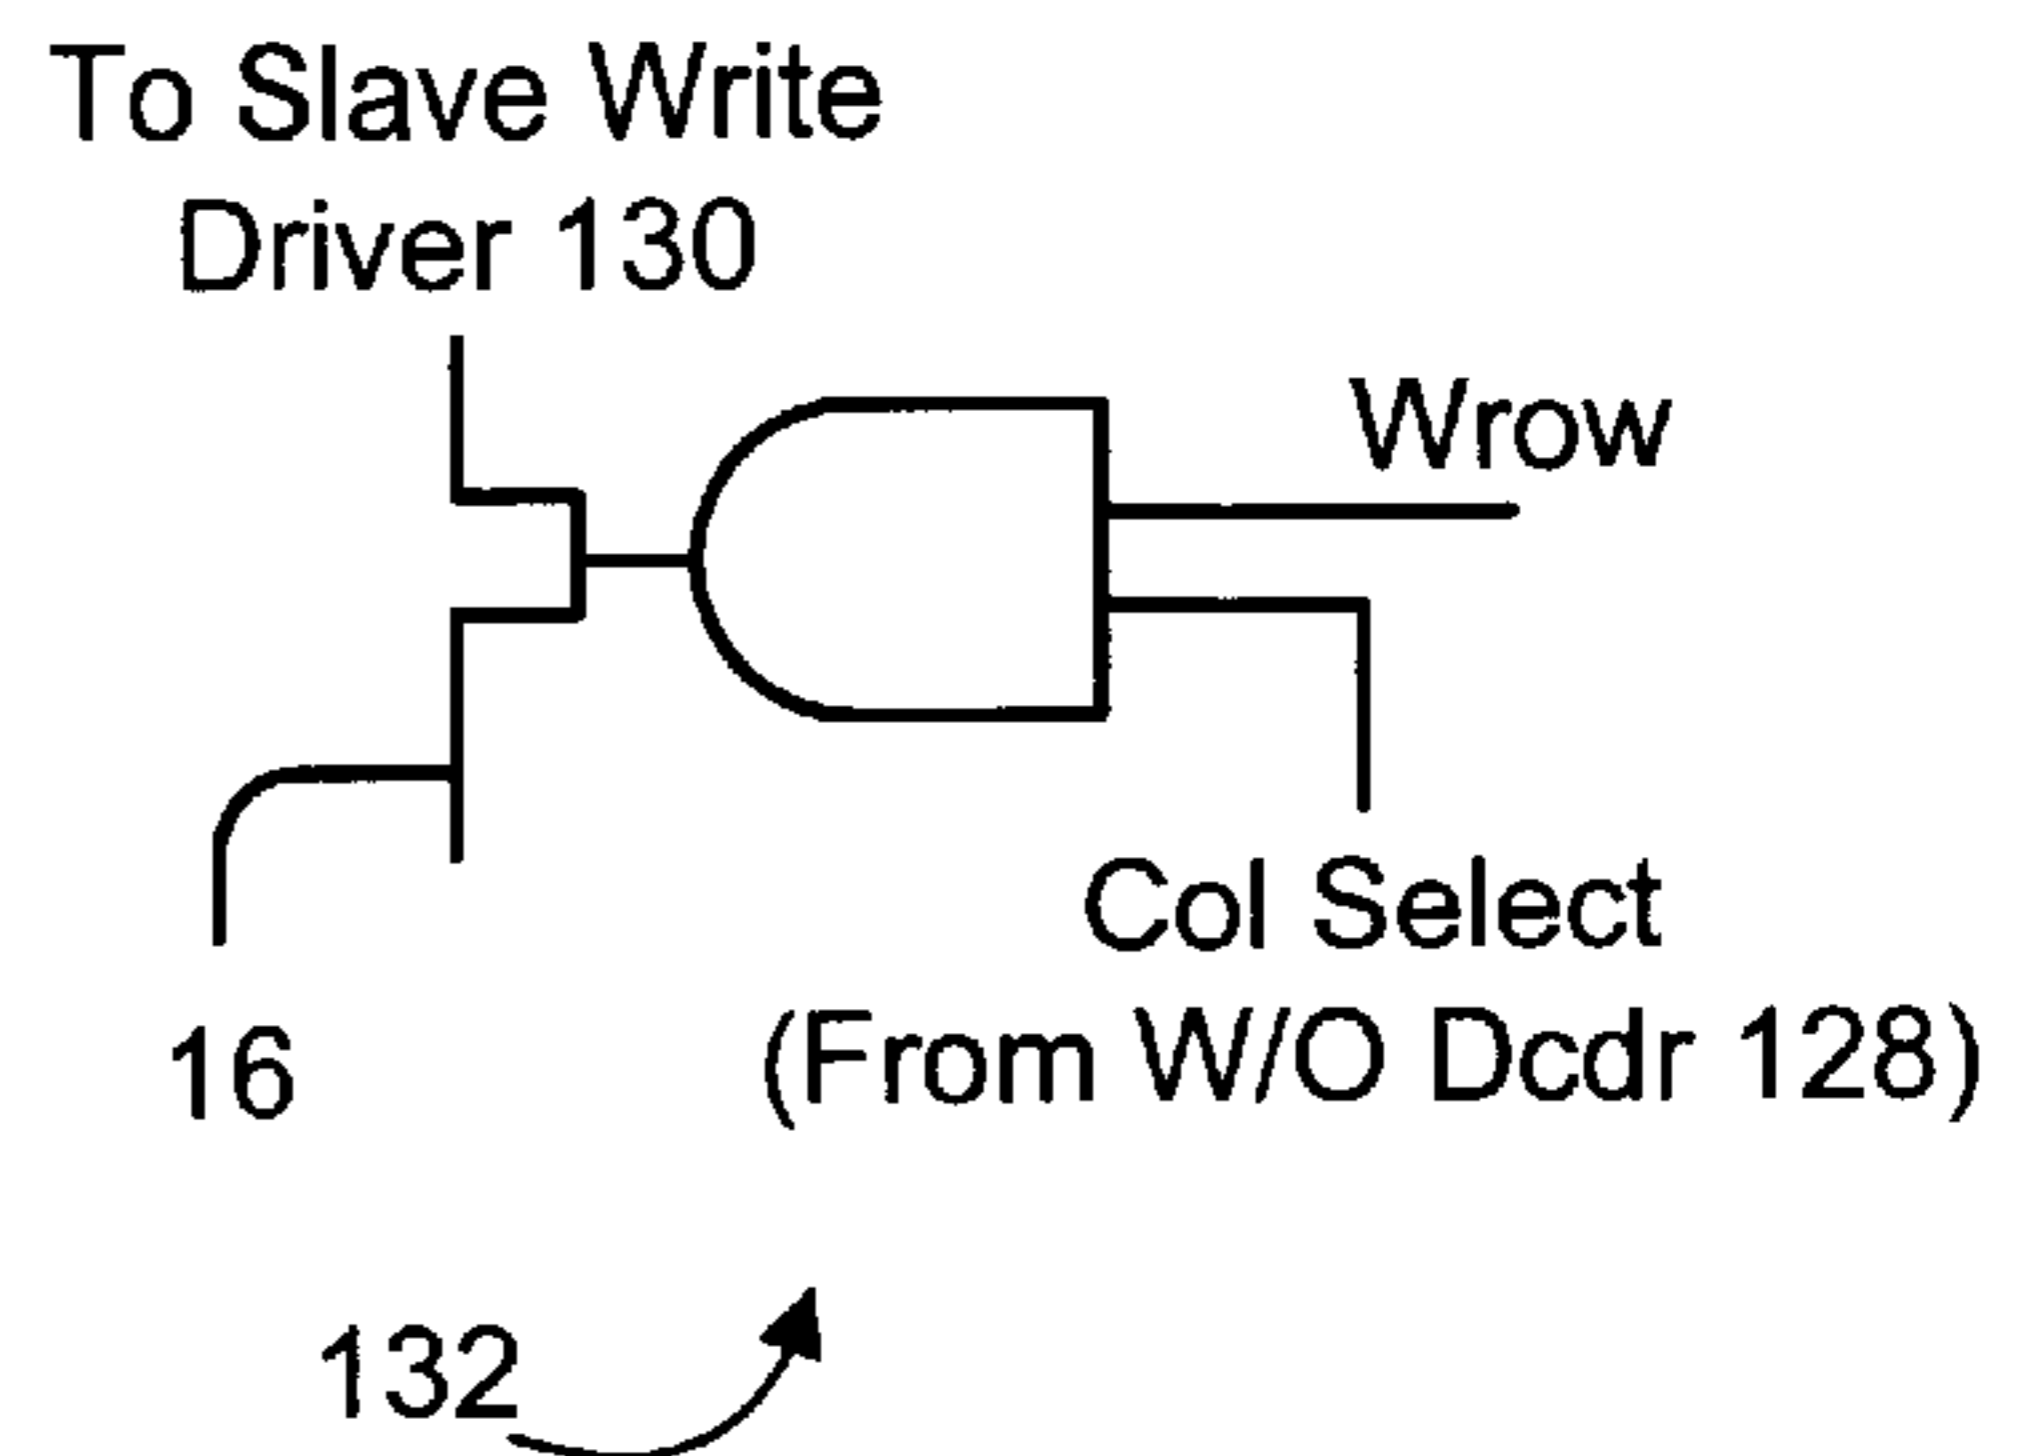 To Slave Write
Driver 130
Wrow
Col Select
(From W/O Dcdr 128)
16
132